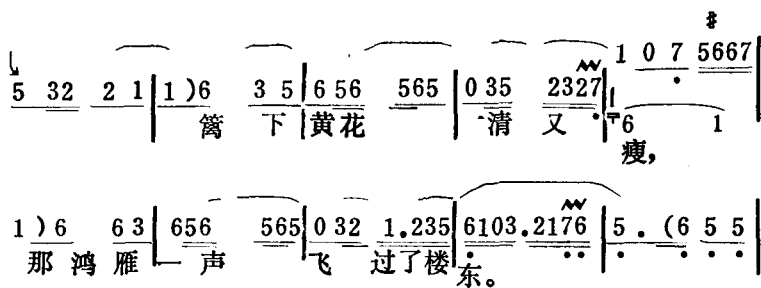 1 0 7 5667
5 32 2 1 | 1 ) 6 3 5 | 6 56 565 | 0 35 2327 | 6 1
篱 下 黄花 清 又 瘦,
1 ) 6 6 3 | 656 565 | 0 32 1.235 | 6103.2176 | 5 . (6 5 5 |
那 鸿 雁 一 声 飞 过了楼 东。